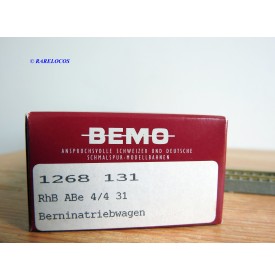 © RARELOCOS
BEMO
ANSPRUCHSVOLLE SCHWEIZER UND DEUTSCHE
SCHMALSPUR-MODELLBAHNEN
1268 131
RhB ABe 4/4 31
Berninatriebwagen